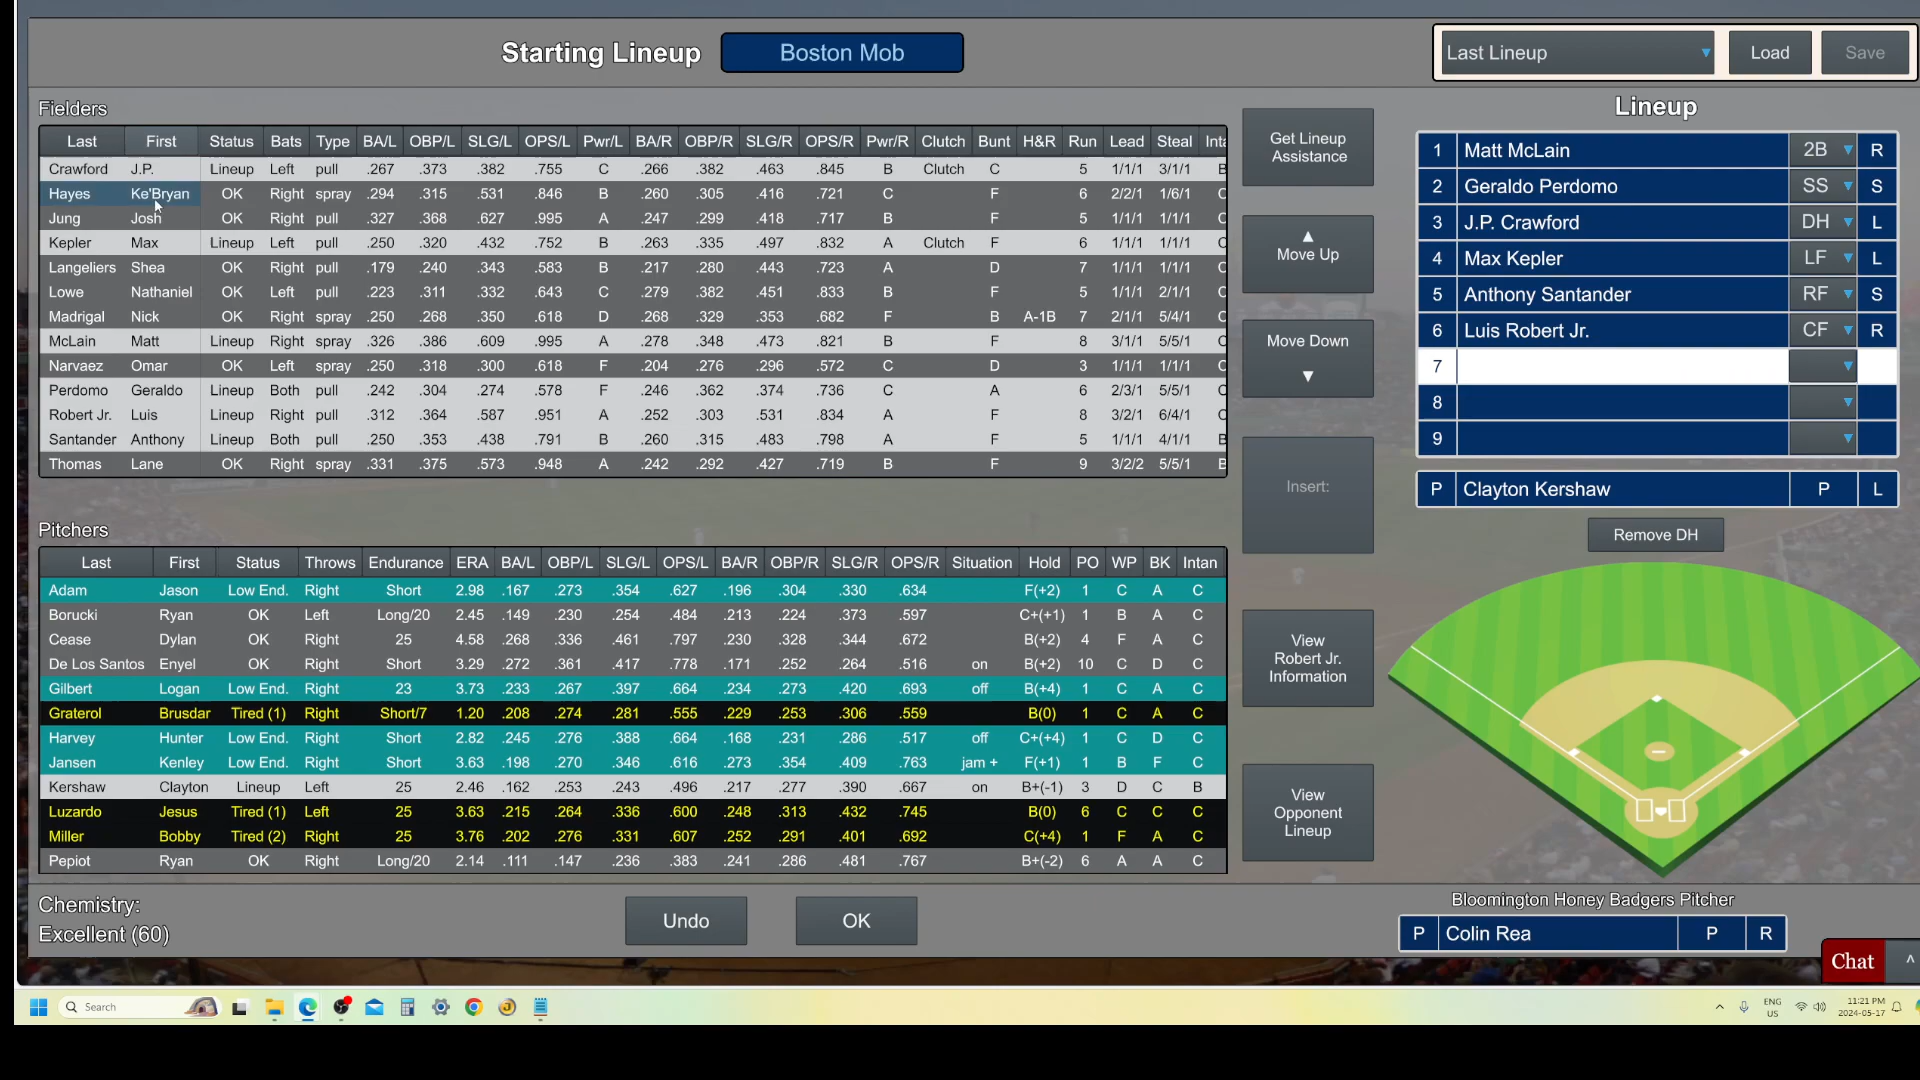 Starting Lineup Boston Mob Last Lineup Load Save
Fielders
Last First Status Bats Type BA/L OBP/L SLG/L OPS/L Pwr/L BA/R OBP/R SLG/R OPS/R Pwr/R Clutch Bunt H&R Run Lead Steal Inta
Crawford J.P. Lineup Left pull .267 .373 .382 .755 C .266 .382 .463 .845 B Clutch C 5 1/1/1 3/1/1 B
Hayes Ke'Bryan OK Right spray .294 .315 .531 .846 B .260 .305 .416 .721 C F 6 2/2/1 1/6/1 C
Jung Josh OK Right pull .327 .368 .627 .995 A .247 .299 .418 .717 B F 5 1/1/1 1/1/1 C
Kepler Max Lineup Left pull .250 .320 .432 .752 B .263 .335 .497 .832 A Clutch F 6 1/1/1 1/1/1 C
Langeliers Shea OK Right pull .179 .240 .343 .583 B .217 .280 .443 .723 A D 7 1/1/1 1/1/1 C
Lowe Nathaniel OK Left pull .223 .311 .332 .643 C .279 .382 .451 .833 B F 5 1/1/1 2/1/1 C
Madrigal Nick OK Right spray .250 .268 .350 .618 D .268 .329 .353 .682 F B A-1B 7 2/1/1 5/4/1 C
McLain Matt Lineup Right spray .326 .386 .609 .995 A .278 .348 .473 .821 B F 8 3/1/1 5/5/1 C
Narvaez Omar OK Left spray .250 .318 .300 .618 F .204 .276 .296 .572 C D 3 1/1/1 1/1/1 C
Perdomo Geraldo Lineup Both pull .242 .304 .274 .578 F .246 .362 .374 .736 C A 6 2/3/1 5/5/1 C
Robert Jr. Luis Lineup Right pull .312 .364 .587 .951 A .252 .303 .531 .834 A F 8 3/2/1 6/4/1 C
Santander Anthony Lineup Both pull .250 .353 .438 .791 B .260 .315 .483 .798 A F 5 1/1/1 4/1/1 B
Thomas Lane OK Right spray .331 .375 .573 .948 A .242 .292 .427 .719 B F 9 3/2/2 5/5/1 B
Pitchers
Last First Status Throws Endurance ERA BA/L OBP/L SLG/L OPS/L BA/R OBP/R SLG/R OPS/R Situation Hold PO WP BK Intan
Adam Jason Low End. Right Short 2.98 .167 .273 .354 .627 .196 .304 .330 .634 F(+2) 1 C A C
Borucki Ryan OK Left Long/20 2.45 .149 .230 .254 .484 .213 .224 .373 .597 C+(+1) 1 B A C
Cease Dylan OK Right 25 4.58 .268 .336 .461 .797 .230 .328 .344 .672 B(+2) 4 F A C
De Los Santos Enyel OK Right Short 3.29 .272 .361 .417 .778 .171 .252 .264 .516 on B(+2) 10 C D C
Gilbert Logan Low End. Right 23 3.73 .233 .267 .397 .664 .234 .273 .420 .693 off B(+4) 1 C A C
Graterol Brusdar Tired (1) Right Short/7 1.20 .208 .274 .281 .555 .229 .253 .306 .559 B(0) 1 C A C
Harvey Hunter Low End. Right Short 2.82 .245 .276 .388 .664 .168 .231 .286 .517 off C+(+4) 1 C D C
Jansen Kenley Low End. Right Short 3.63 .198 .270 .346 .616 .273 .354 .409 .763 jam + F(+1) 1 B F C
Kershaw Clayton Lineup Left 25 2.46 .162 .253 .243 .496 .217 .277 .390 .667 on B+(-1) 3 D C B
Luzardo Jesus Tired (1) Left 25 3.63 .215 .264 .336 .600 .248 .313 .432 .745 B(0) 6 C C C
Miller Bobby Tired (2) Right 25 3.76 .202 .276 .331 .607 .252 .291 .401 .692 C(+4) 1 F A C
Pepiot Ryan OK Right Long/20 2.14 .111 .147 .236 .383 .241 .286 .481 .767 B+(-2) 6 A A C
Chemistry:
Excellent (60)
Undo OK
Get Lineup
Assistance
Move Up
Move Down
Insert:
View
Robert Jr.
Information
View
Opponent
Lineup
Lineup
1 Matt McLain 2B R
2 Geraldo Perdomo SS S
3 J.P. Crawford DH L
4 Max Kepler LF L
5 Anthony Santander RF S
6 Luis Robert Jr. CF R
7
8
9
P Clayton Kershaw P L
Remove DH
Bloomington Honey Badgers Pitcher
P Colin Rea P R
Chat
Search
ENG
US
11:21 PM
2024-05-17